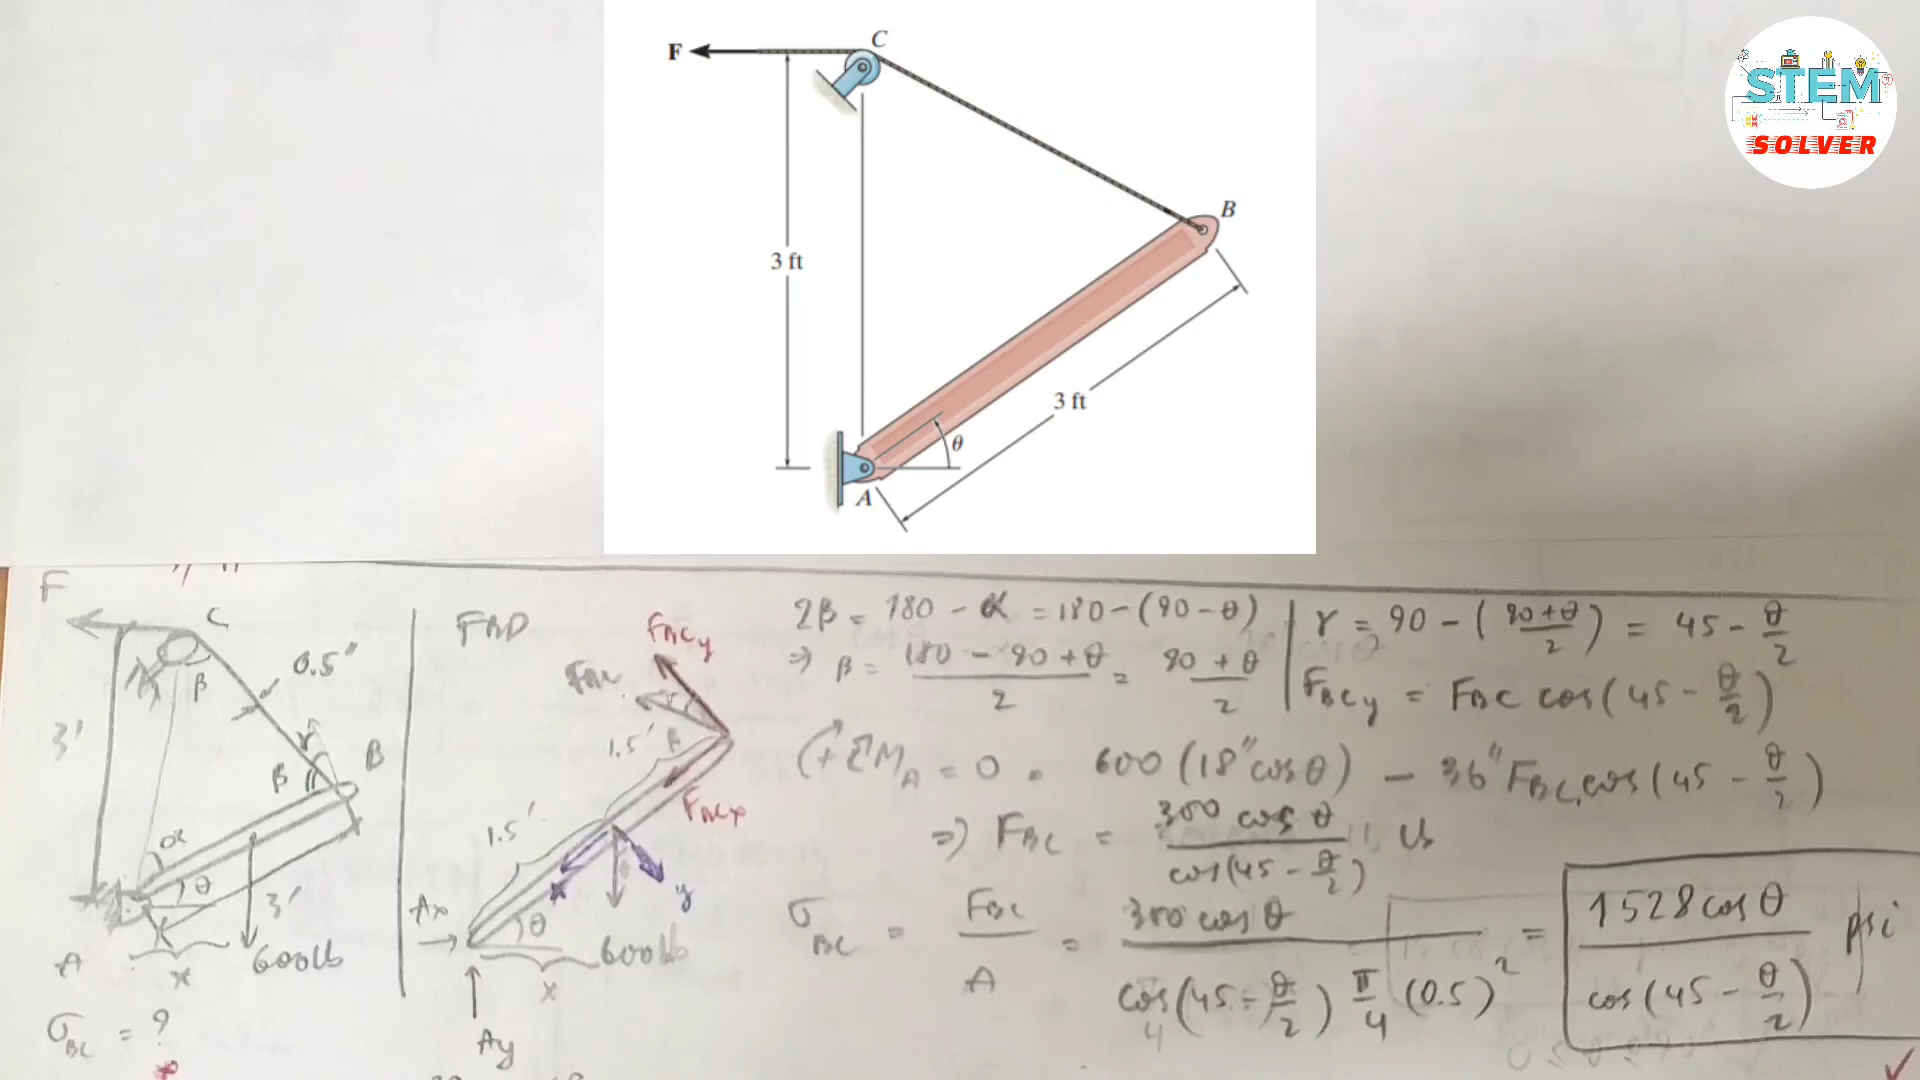 F
C
B
3 ft
3 ft
θ
A
STEM
SOLVER
F
C
0.5"
β
3'
γ
β
B
α
θ
3'
A
x
600lb
σBC = ?
FBD
FBCy
FBC
γ
1.5'
β
FBCx
1.5'
x
y
θ
Ax
600lb
x
Ay
2β = 180 - α = 180 - (90 - θ)
⇒ β = (180 - 90 + θ)/2 = (90 + θ)/2
γ = 90 - ((90 + θ)/2) = 45 - θ/2
FBCy = FBC cos(45 - θ/2)
(+ ΣMA = 0 = 600 (18" cosθ) - 36" FBC cos(45 - θ/2)
⇒ FBC = 300 cos θ / cos(45 - θ/2) lb
σBC = FBC / A = 300 cos θ / cos(45 - θ/2) π/4 (0.5)² = 1528 cos θ / cos(45 - θ/2) psi